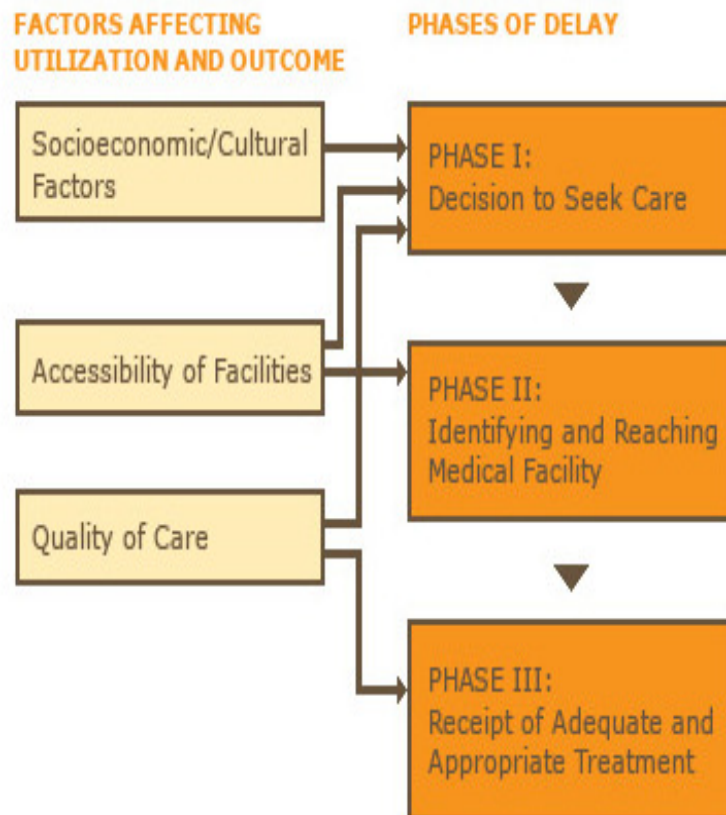 FACTORS AFFECTING
UTILIZATION AND OUTCOME
PHASES OF DELAY
Socioeconomic/Cultural
Factors
Accessibility of Facilities
Quality of Care
PHASE I:
Decision to Seek Care
PHASE II:
Identifying and Reaching
Medical Facility
PHASE III:
Receipt of Adequate and
Appropriate Treatment